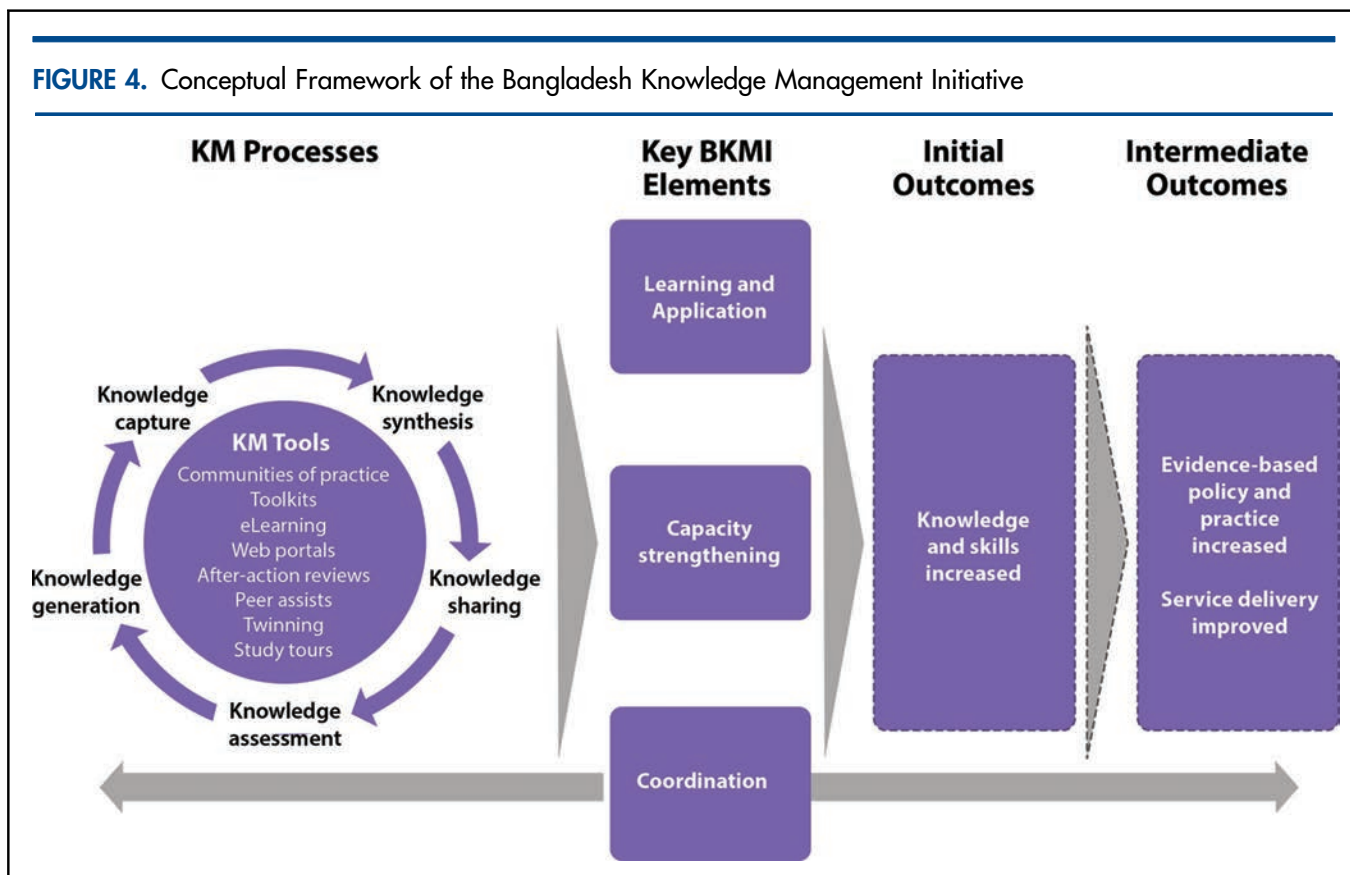 FIGURE 4. Conceptual Framework of the Bangladesh Knowledge Management Initiative
KM Processes
Knowledge
capture
Knowledge
synthesis
Knowledge
sharing
Knowledge
assessment
Knowledge
generation
KM Tools
Communities of practice
Toolkits
eLearning
Web portals
After-action reviews
Peer assists
Twinning
Study tours
Key BKMI
Elements
Learning and
Application
Capacity
strengthening
Coordination
Initial
Outcomes
Knowledge
and skills
increased
Intermediate
Outcomes
Evidence-based
policy and
practice
increased
Service delivery
improved